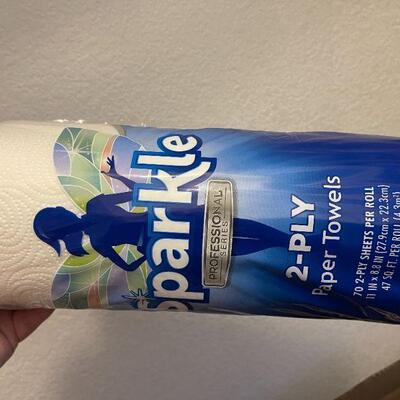 Sparkle
PROFESSIONAL
SERIES
2-PLY
Paper Towels
70 2-PLY SHEETS PER ROLL
11 IN x 8.8 IN (27.9cm x 22.3cm)
47 SQ. FT. PER ROLL (4.3m²)